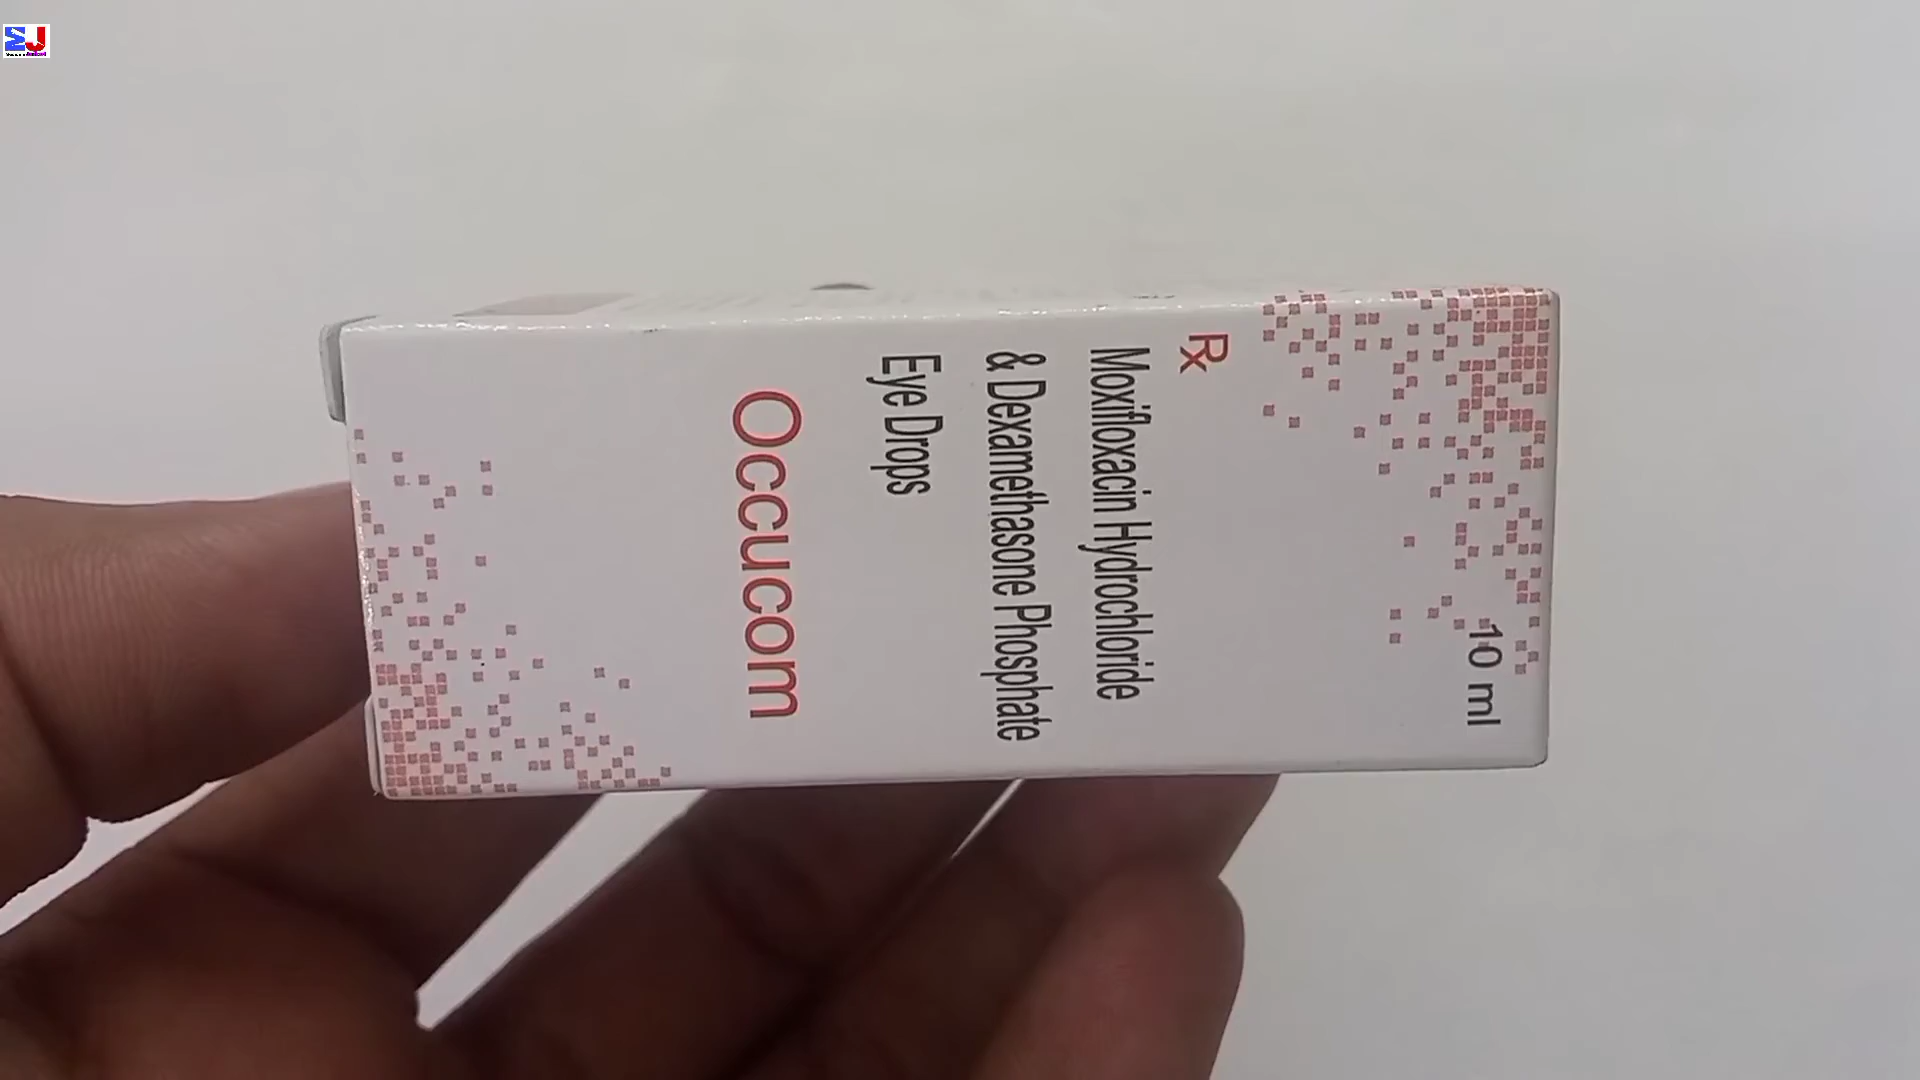 10 ml
Rx
Moxifloxacin Hydrochloride
& Dexamethasone Phosphate
Eye Drops
Occucom